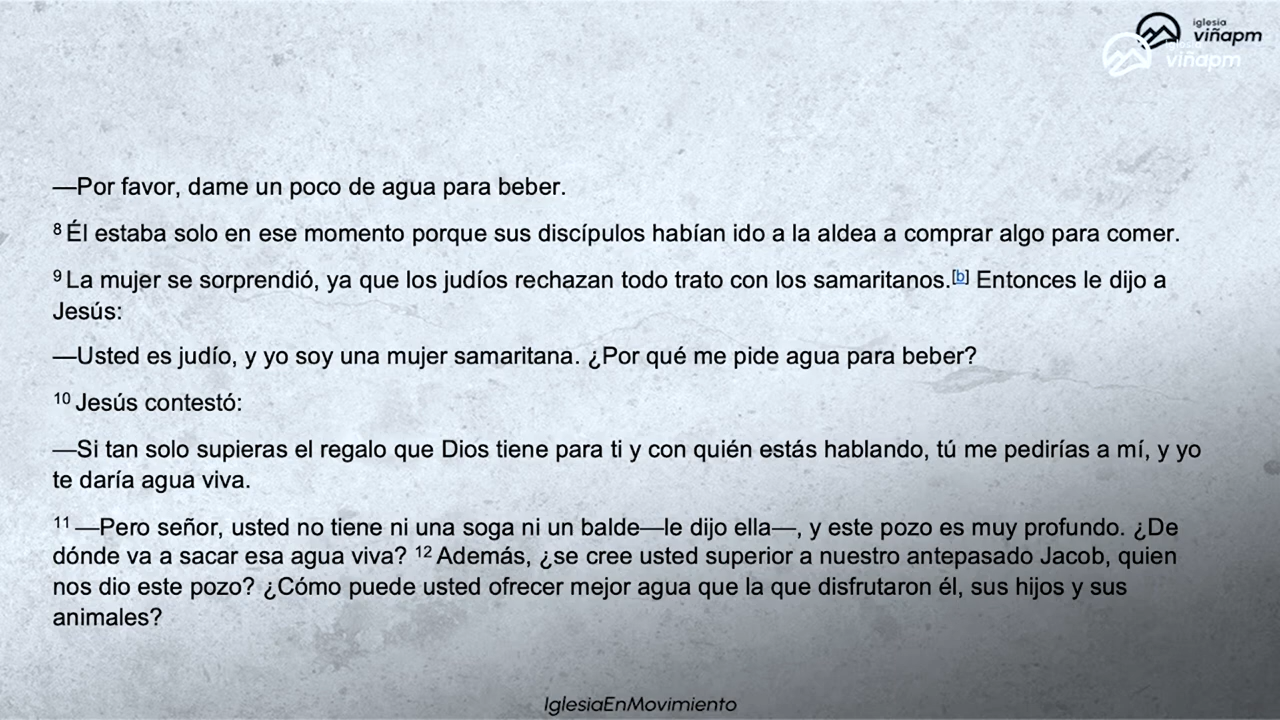 iglesia
viñapm
viñapm
—Por favor, dame un poco de agua para beber.
8 Él estaba solo en ese momento porque sus discípulos habían ido a la aldea a comprar algo para comer.
9 La mujer se sorprendió, ya que los judíos rechazan todo trato con los samaritanos.[b] Entonces le dijo a
Jesús:
—Usted es judío, y yo soy una mujer samaritana. ¿Por qué me pide agua para beber?
10 Jesús contestó:
—Si tan solo supieras el regalo que Dios tiene para ti y con quién estás hablando, tú me pedirías a mí, y yo
te daría agua viva.
11 —Pero señor, usted no tiene ni una soga ni un balde—le dijo ella—, y este pozo es muy profundo. ¿De
dónde va a sacar esa agua viva? 12 Además, ¿se cree usted superior a nuestro antepasado Jacob, quien
nos dio este pozo? ¿Cómo puede usted ofrecer mejor agua que la que disfrutaron él, sus hijos y sus
animales?
IglesiaEnMovimiento